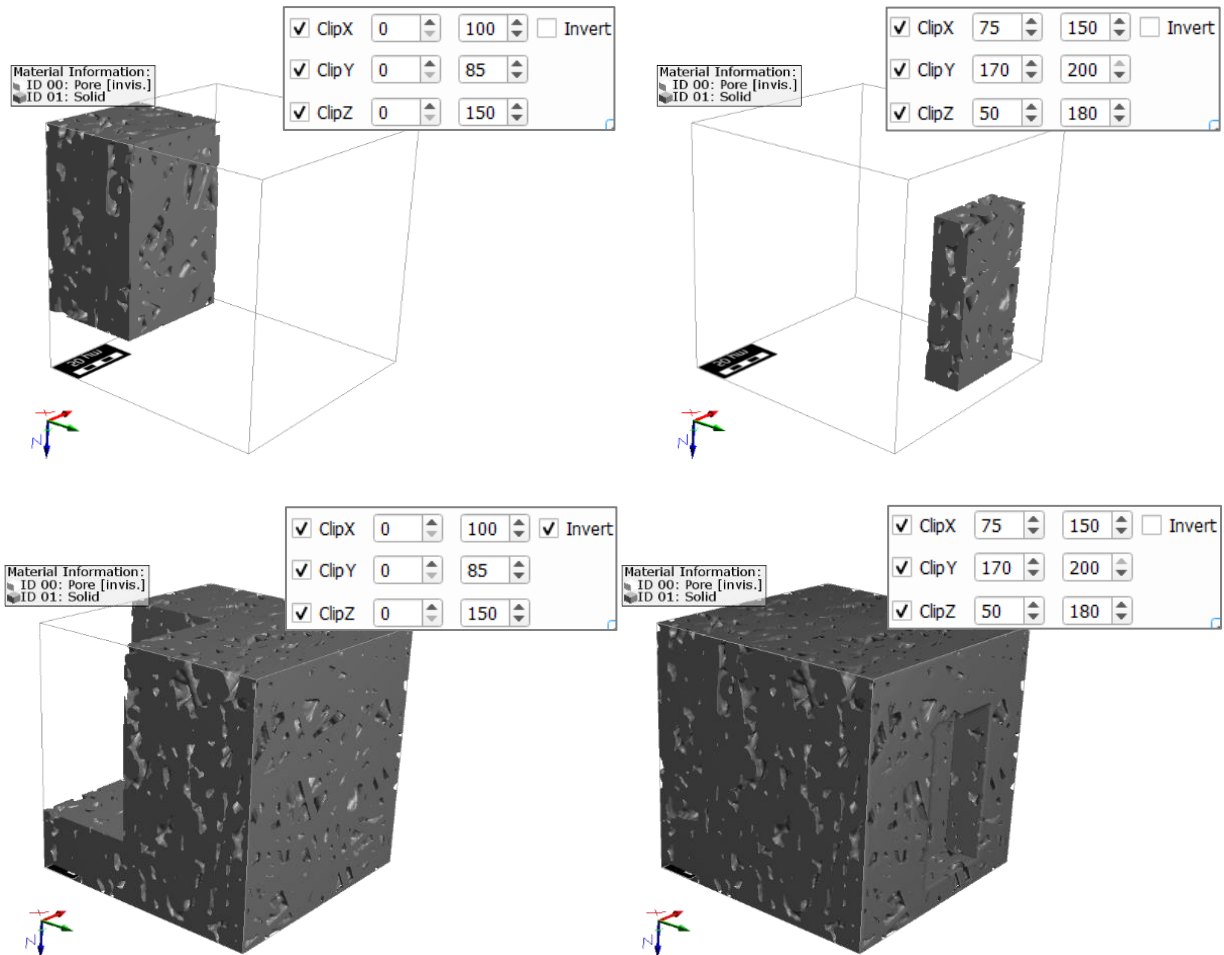 ClipX 0 100 Invert
ClipY 0 85
ClipZ 0 150
Material Information:
ID 00: Pore [invis.]
ID 01: Solid
20 nm
X
Z
ClipX 75 150 Invert
ClipY 170 200
ClipZ 50 180
Material Information:
ID 00: Pore [invis.]
ID 01: Solid
20 nm
X
Z
ClipX 0 100 Invert
ClipY 0 85
ClipZ 0 150
Material Information:
ID 00: Pore [invis.]
ID 01: Solid
X
Z
ClipX 75 150 Invert
ClipY 170 200
ClipZ 50 180
Material Information:
ID 00: Pore [invis.]
ID 01: Solid
X
Z